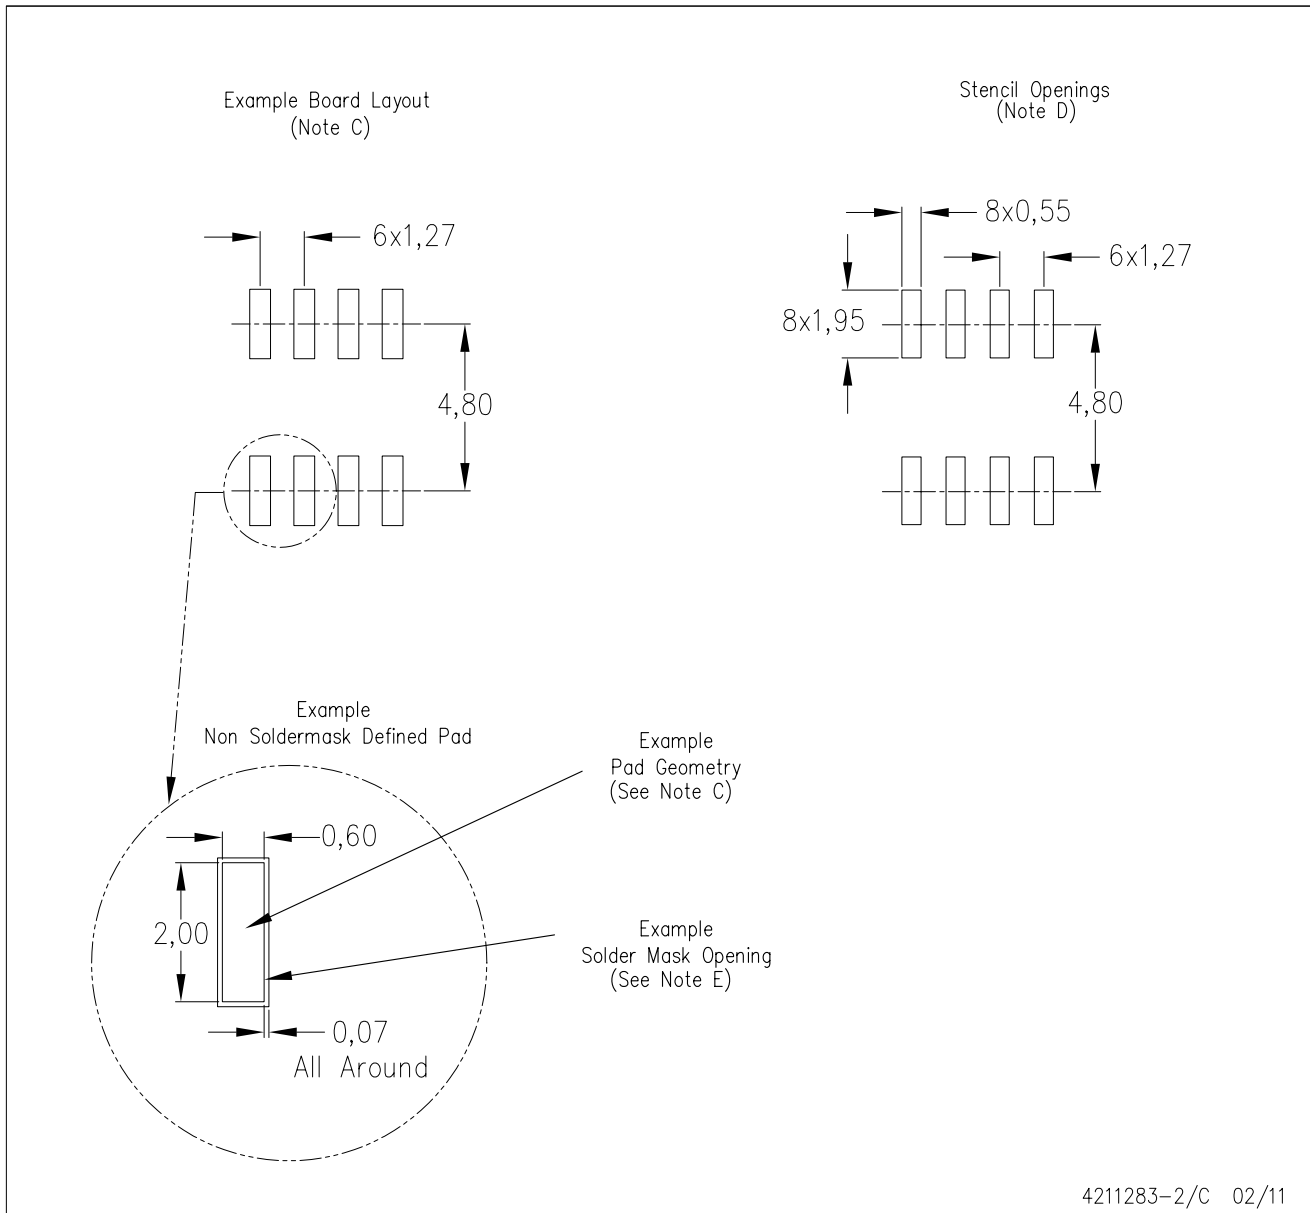 Example Board Layout
(Note C)
Stencil Openings
(Note D)
6x1,27
4,80
8x0,55
6x1,27
8x1,95
4,80
Example
Non Soldermask Defined Pad
Example
Pad Geometry
(See Note C)
0,60
2,00
Example
Solder Mask Opening
(See Note E)
0,07
All Around
4211283-2/C 02/11